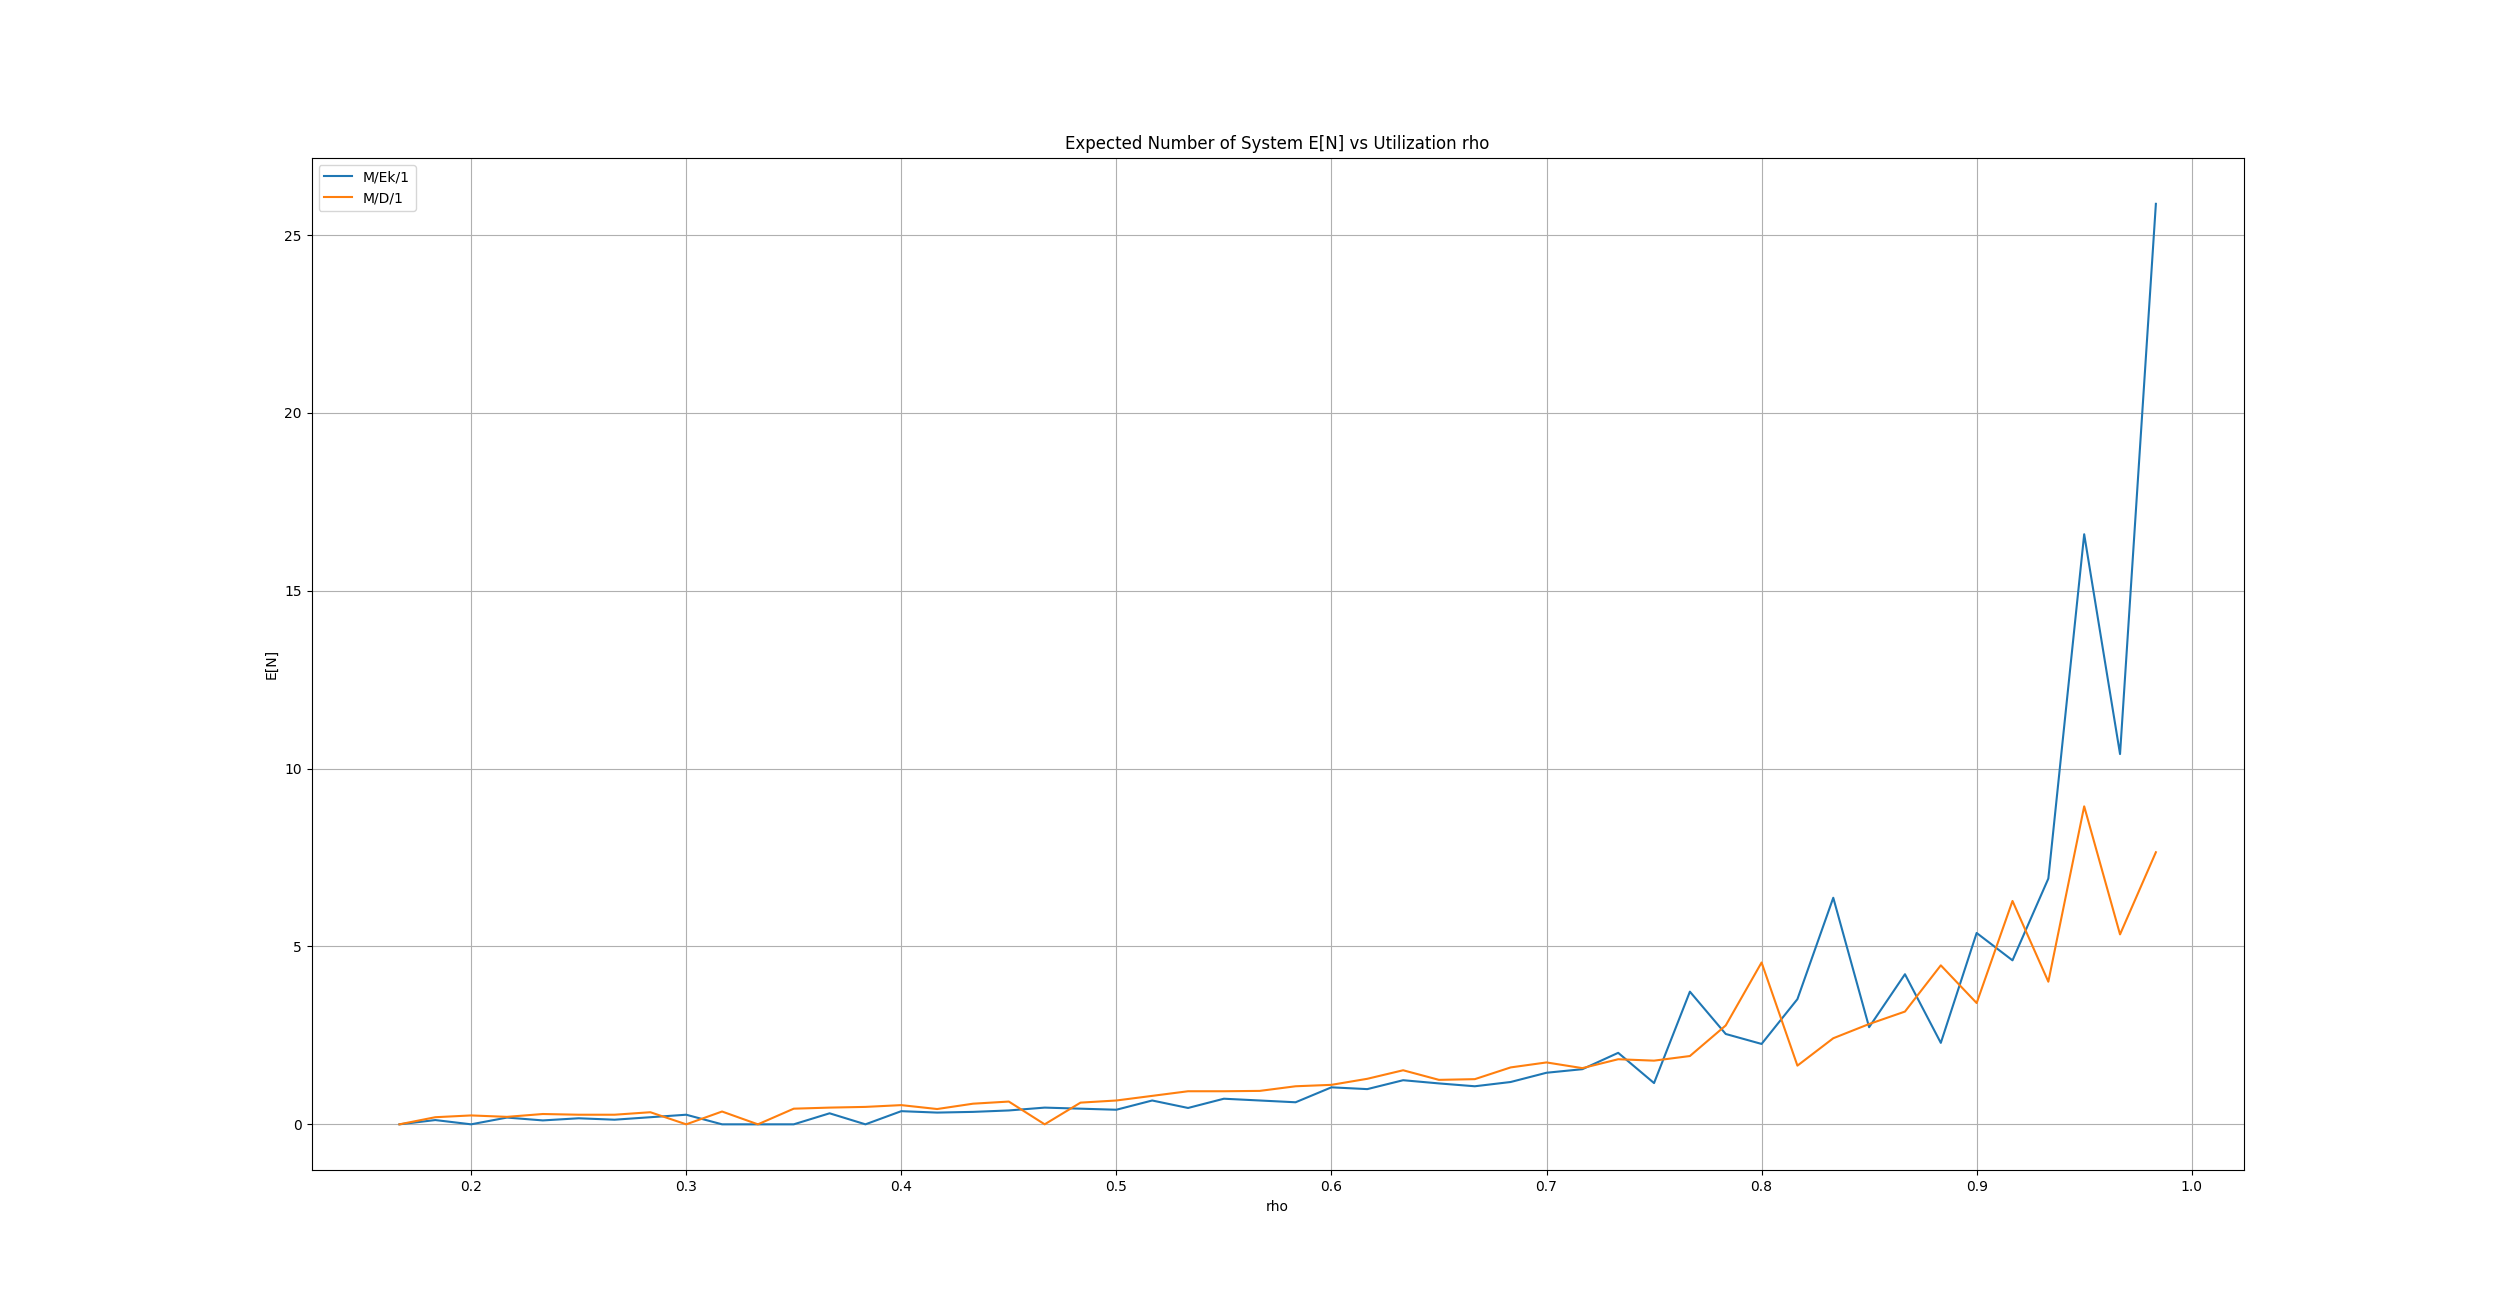 Expected Number of System E[N] vs Utilization rho
M/Ek/1
M/D/1
25
20
15
10
5
0
E[N]
0.2 0.3 0.4 0.5 0.6 0.7 0.8 0.9 1.0
rho